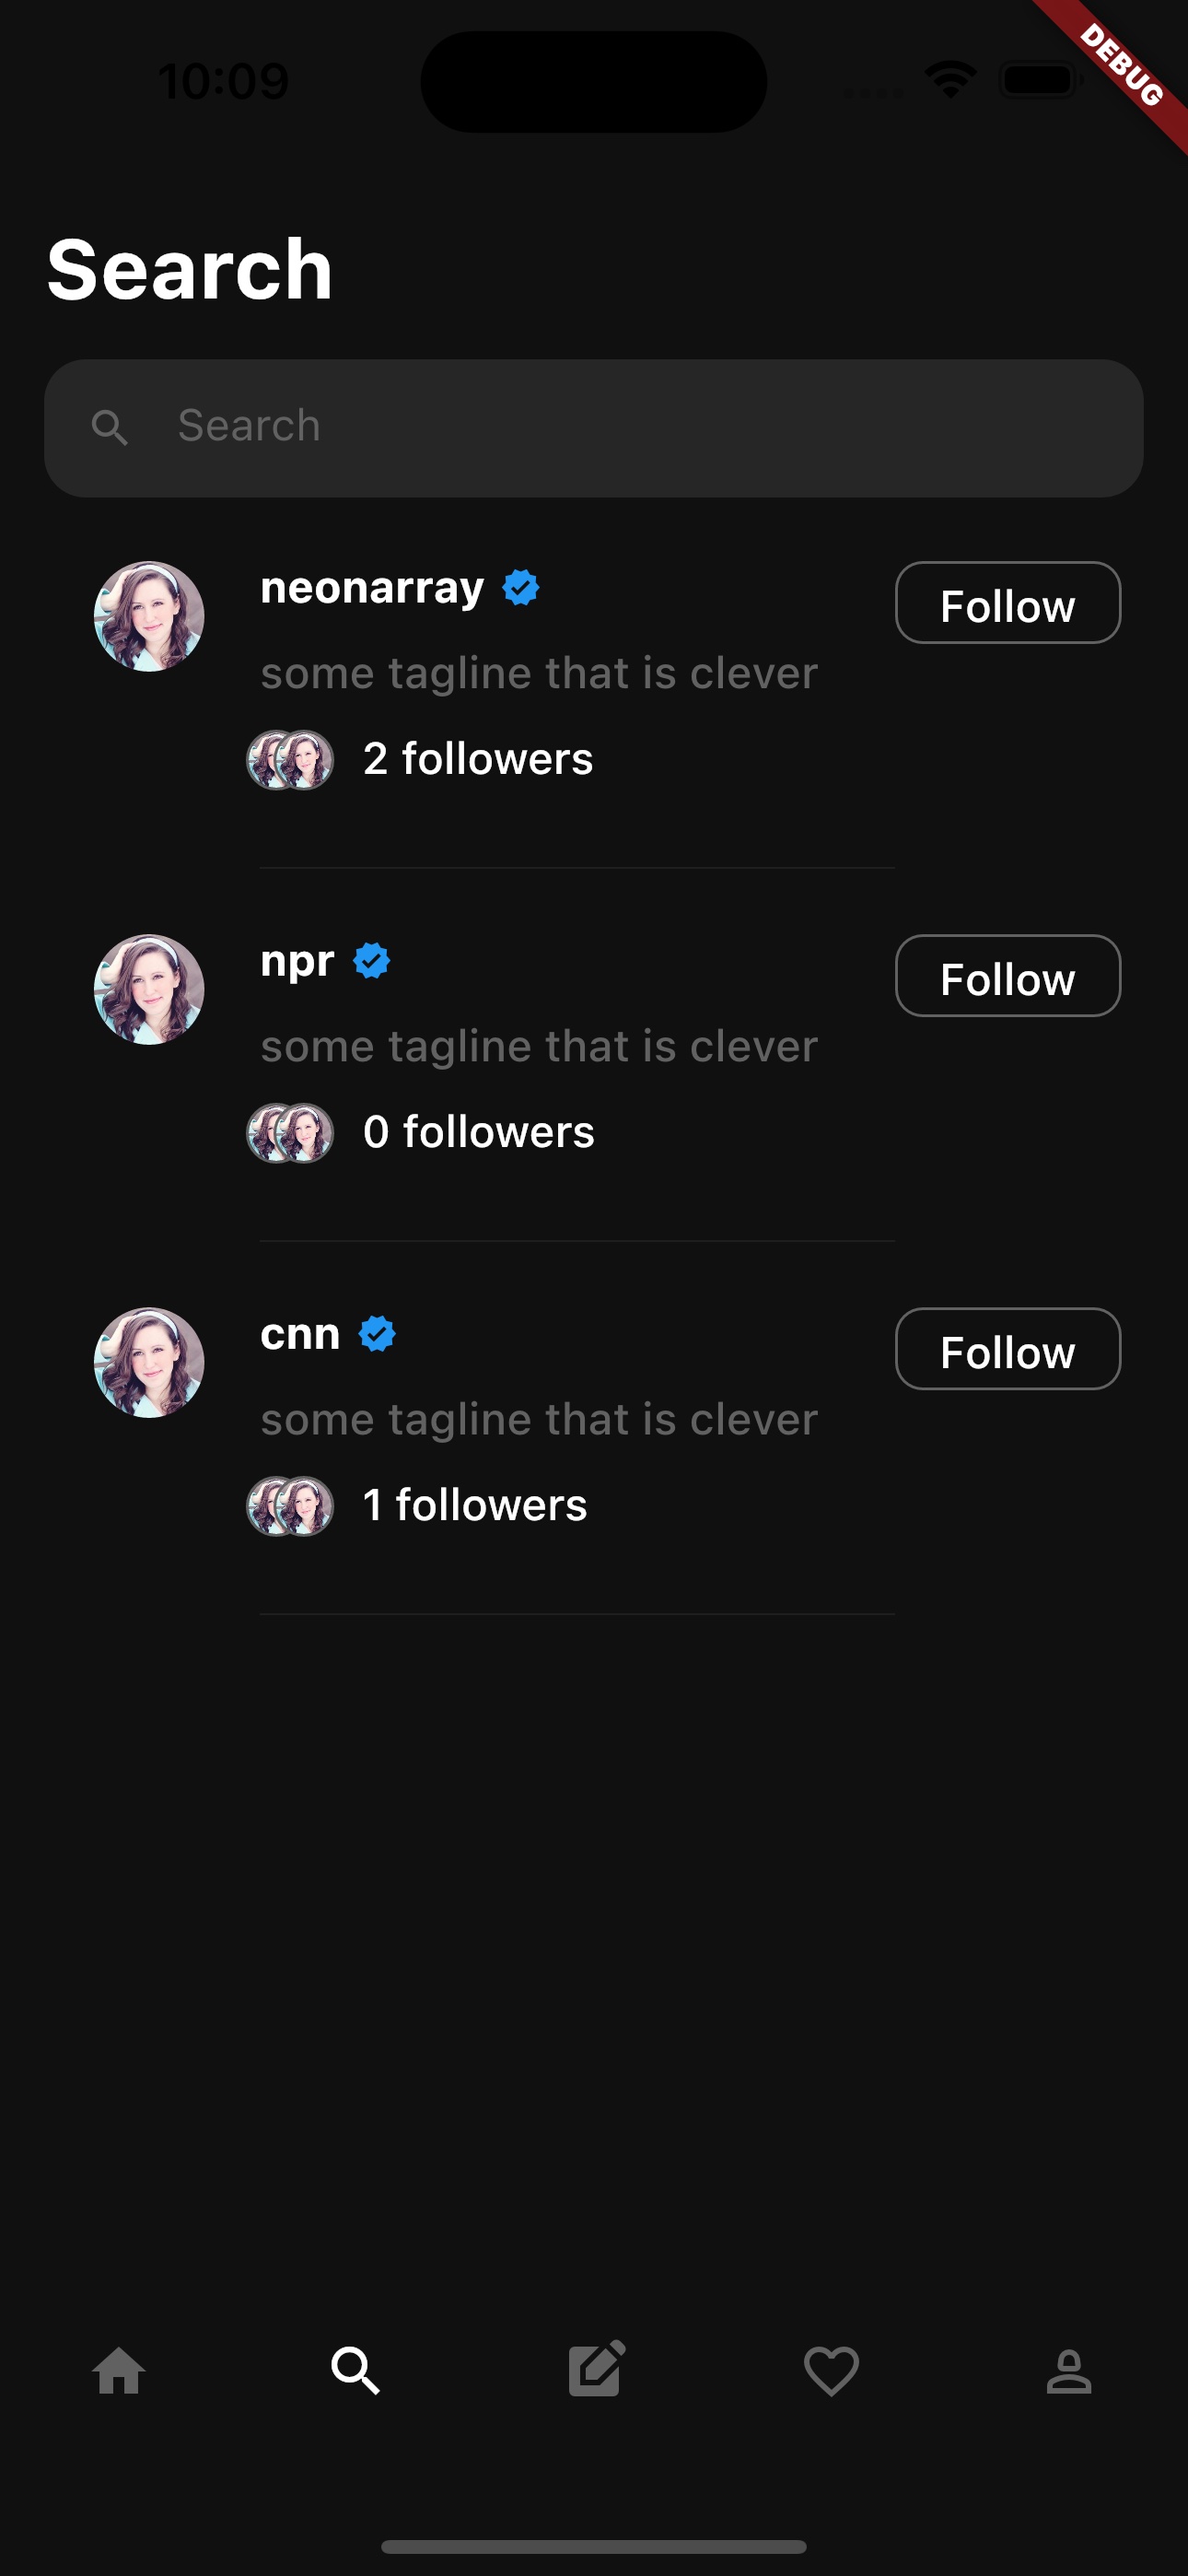 10:09
DEBUG
Search
Search
neonarray
Follow
some tagline that is clever
2 followers
npr
Follow
some tagline that is clever
0 followers
cnn
Follow
some tagline that is clever
1 followers